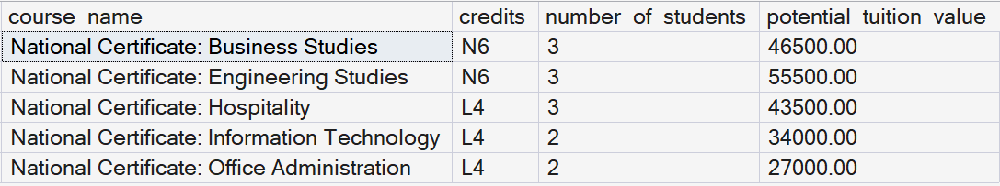 course_name credits number_of_students potential_tuition_value
National Certificate: Business Studies N6 3 46500.00
National Certificate: Engineering Studies N6 3 55500.00
National Certificate: Hospitality L4 3 43500.00
National Certificate: Information Technology L4 2 34000.00
National Certificate: Office Administration L4 2 27000.00